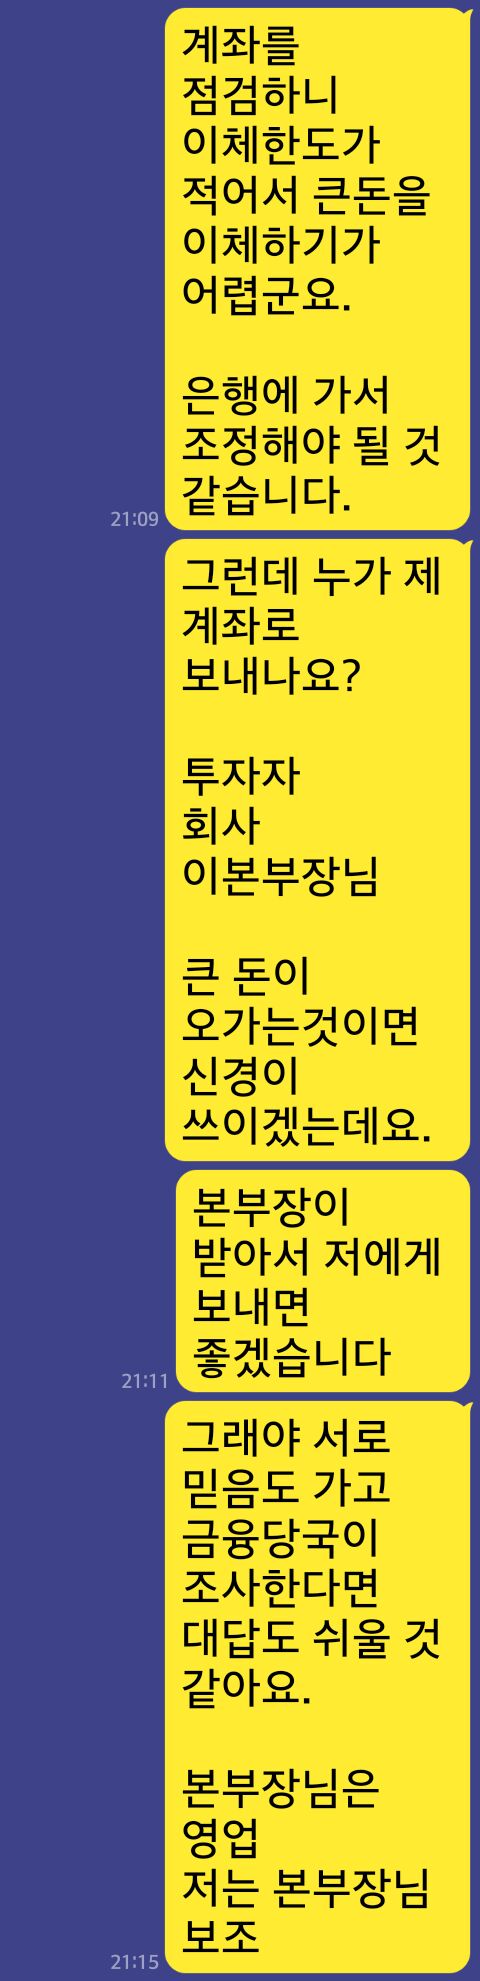 계좌를
점검하니
이체한도가
적어서 큰돈을
이체하기가
어렵군요.
은행에 가서
조정해야 될 것
같습니다.
21:09
그런데 누가 제
계좌로
보내나요?
투자자
회사
이본부장님
큰 돈이
오가는것이면
신경이
쓰이겠는데요.
본부장이
받아서 저에게
보내면
좋겠습니다
21:11
그래야 서로
믿음도 가고
금융당국이
조사한다면
대답도 쉬울 것
같아요.
본부장님은
영업
저는 본부장님
보조
21:15